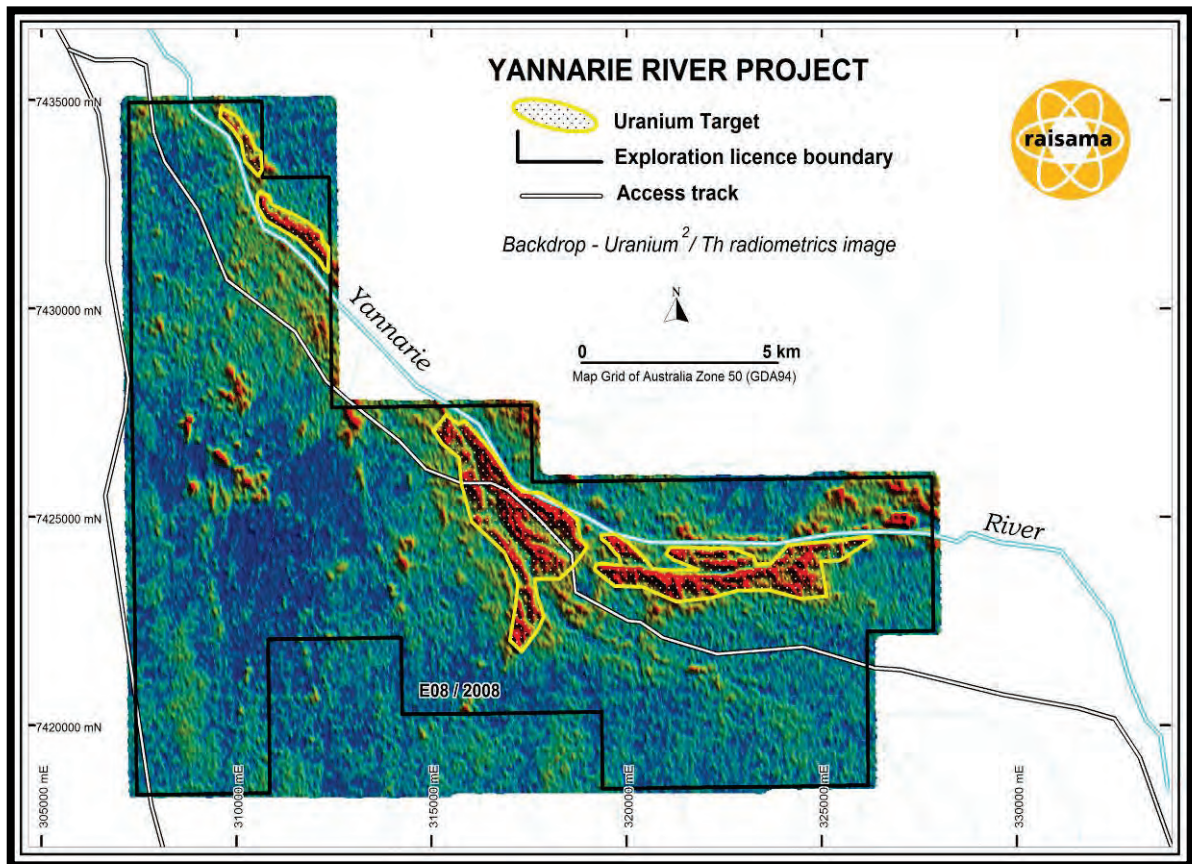 YANNARIE RIVER PROJECT
Uranium Target
Exploration licence boundary
Access track
Backdrop - Uranium²/ Th radiometrics image
raisama
N
0 5 km
Map Grid of Australia Zone 50 (GDA94)
7435000 mN
7430000 mN
7425000 mN
7420000 mN
Yannarie
River
E08 / 2008
305000 mE
310000 mE
315000 mE
320000 mE
325000 mE
330000 mE